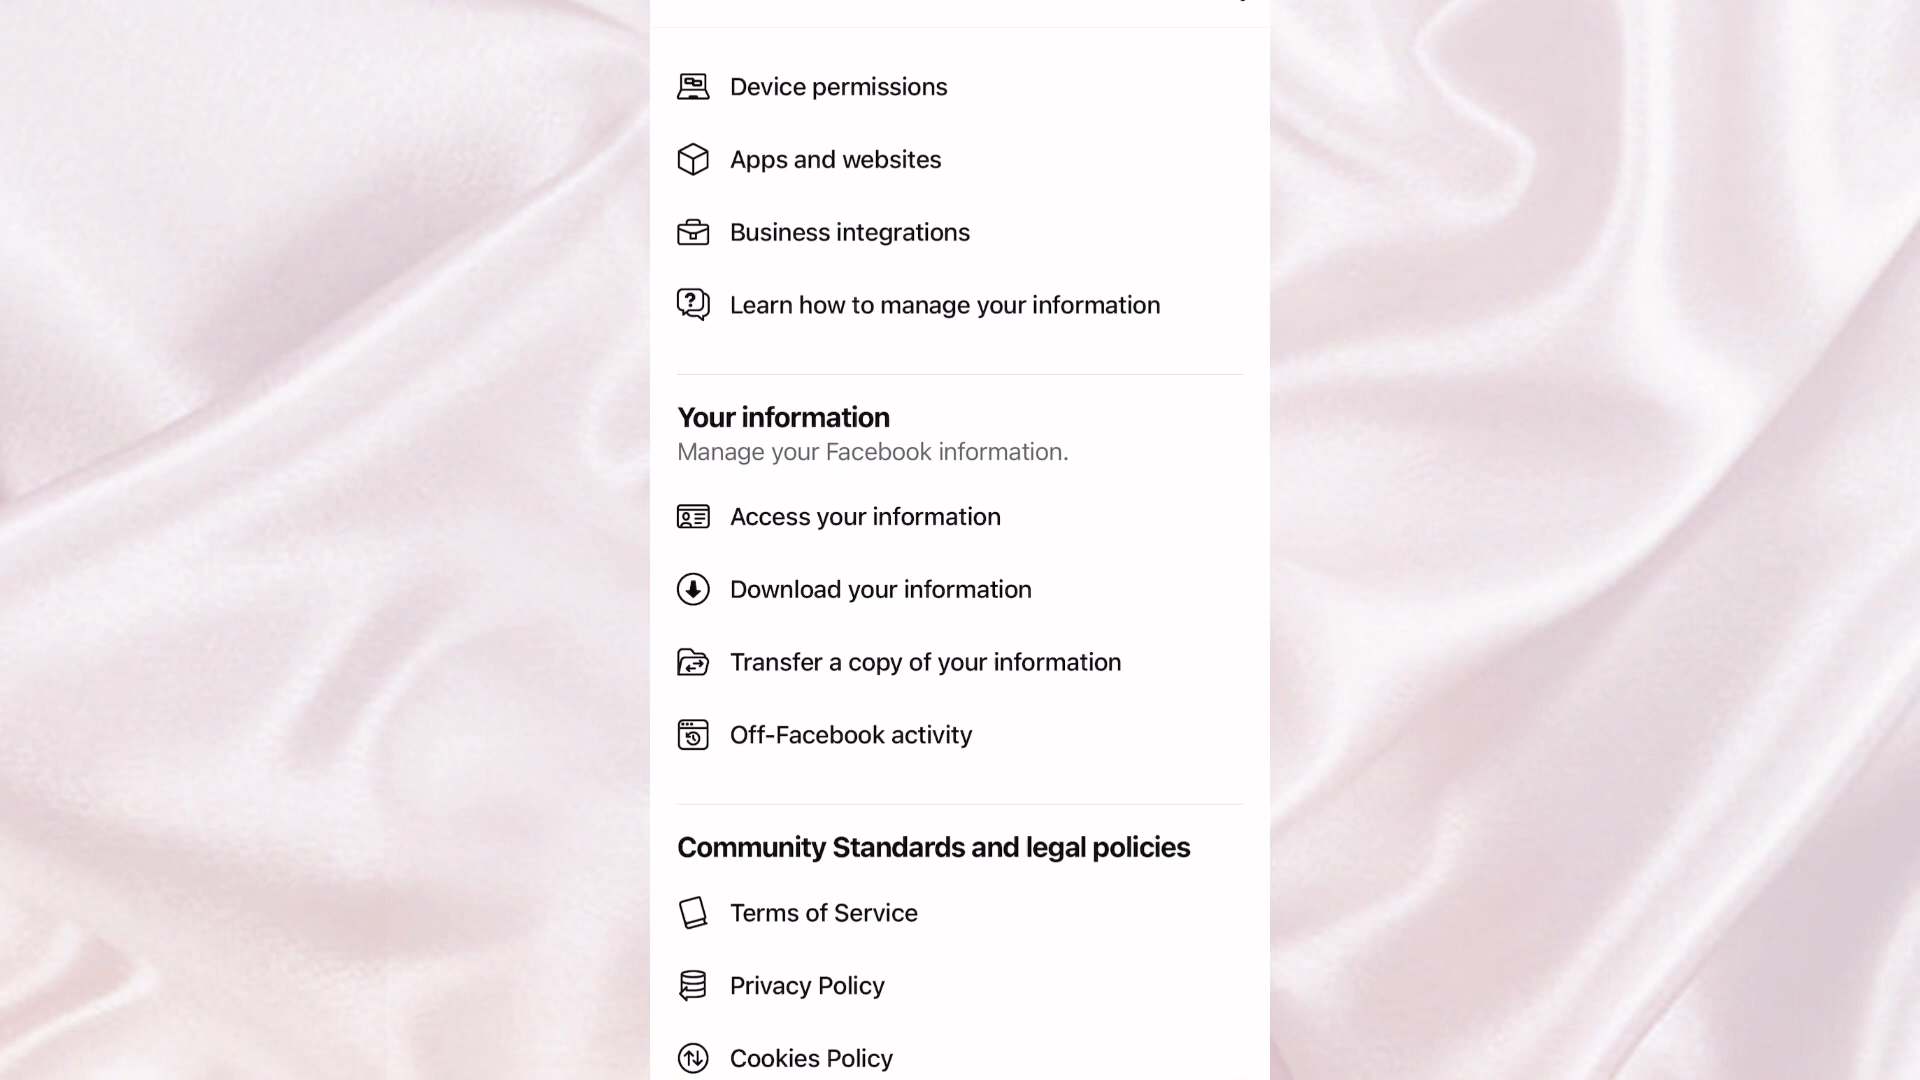 Device permissions
Apps and websites
Business integrations
Learn how to manage your information
Your information
Manage your Facebook information.
Access your information
Download your information
Transfer a copy of your information
Off-Facebook activity
Community Standards and legal policies
Terms of Service
Privacy Policy
Cookies Policy